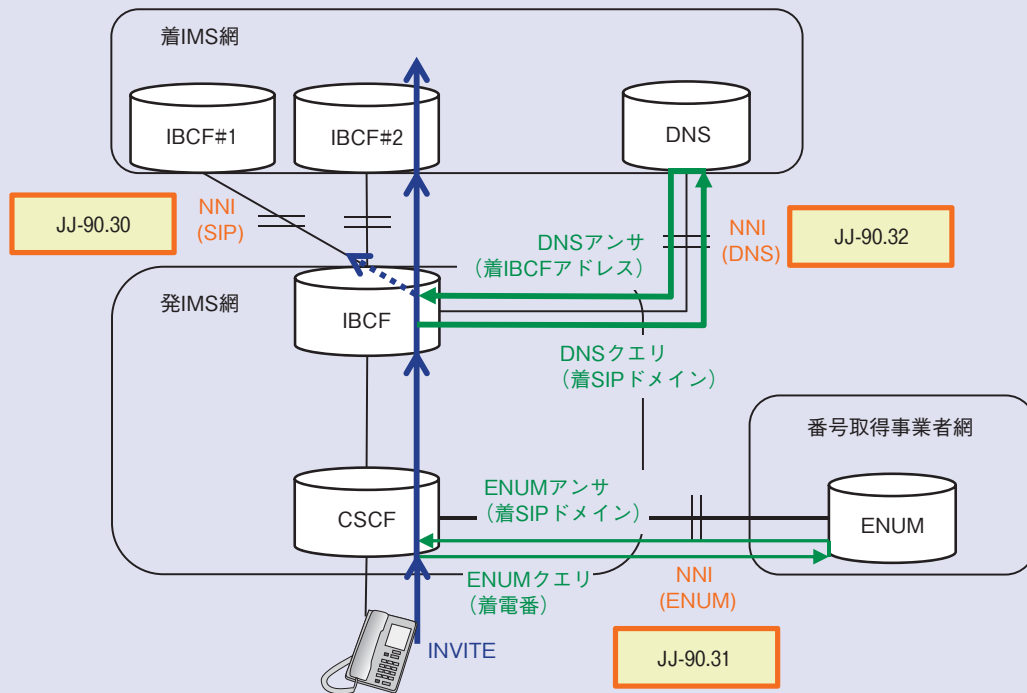 着IMS網
IBCF#1
IBCF#2
DNS
JJ-90.30
NNI
(SIP)
DNSアンサ
（着IBCFアドレス）
NNI
(DNS)
JJ-90.32
発IMS網
IBCF
DNSクエリ
（着SIPドメイン）
番号取得事業者網
CSCF
ENUMアンサ
（着SIPドメイン）
ENUM
ENUMクエリ
（着電番）
NNI
(ENUM)
INVITE
JJ-90.31